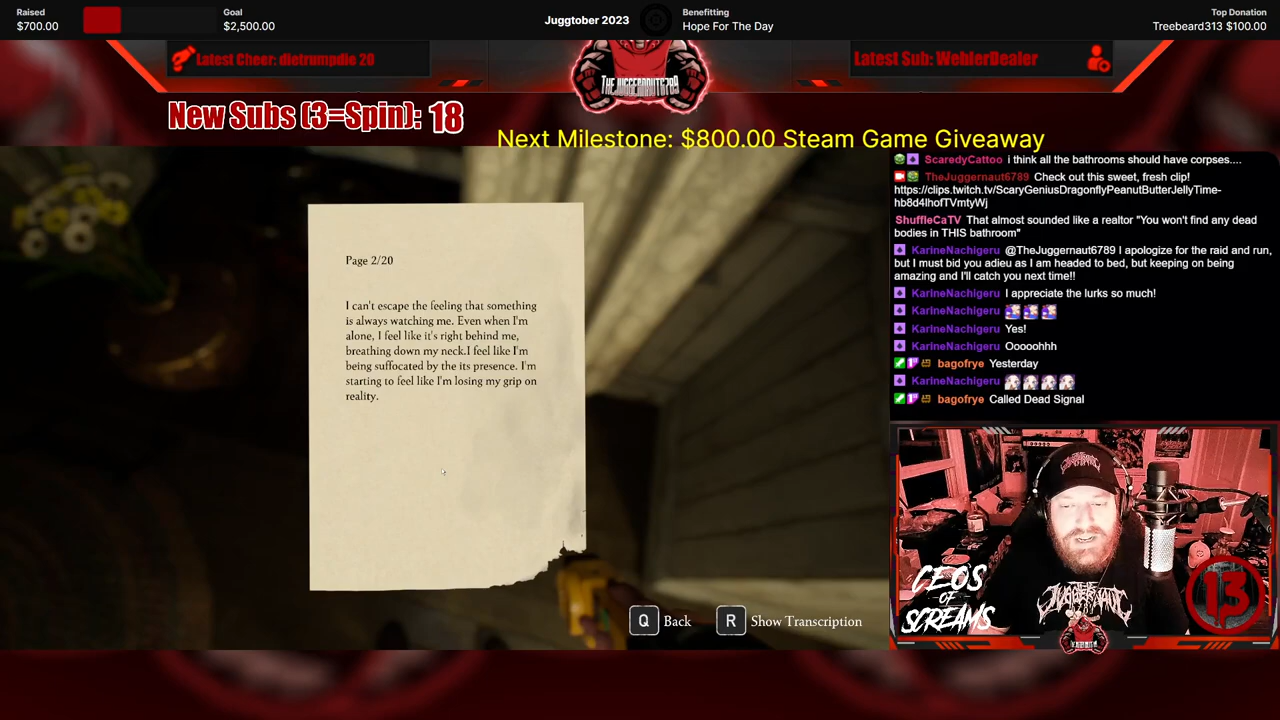 Raised
$700.00
Goal
$2,500.00
Juggtober 2023
Benefitting
Hope For The Day
Top Donation
Treebeard313 $100.00
Latest Cheer: dietrumpdie 20
THEJUGGERNAUT6789
Latest Sub: WehlerDealer
New Subs (3=Spin): 18
Next Milestone: $800.00 Steam Game Giveaway
Page 2/20
I can't escape the feeling that something
is always watching me. Even when I'm
alone, I feel like it's right behind me,
breathing down my neck.I feel like I'm
being suffocated by the its presence. I'm
starting to feel like I'm losing my grip on
reality.
Q Back
R Show Transcription
ScaredyCattoo i think all the bathrooms should have corpses....
TheJuggernaut6789 Check out this sweet, fresh clip!
https://clips.twitch.tv/ScaryGeniusDragonflyPeanutButterJellyTime-
hb8d4lhofTVmtyWj
ShuffleCaTV That almost sounded like a realtor "You won't find any dead
bodies in THIS bathroom"
KarineNachigeru @TheJuggernaut6789 I apologize for the raid and run,
but I must bid you adieu as I am headed to bed, but keeping on being
amazing and I'll catch you next time!!
KarineNachigeru I appreciate the lurks so much!
KarineNachigeru
KarineNachigeru Yes!
KarineNachigeru Ooooohhh
bagofrye Yesterday
KarineNachigeru
bagofrye Called Dead Signal
CEOS
OF
SCREAMS
THE
JUGGERNAUT
13